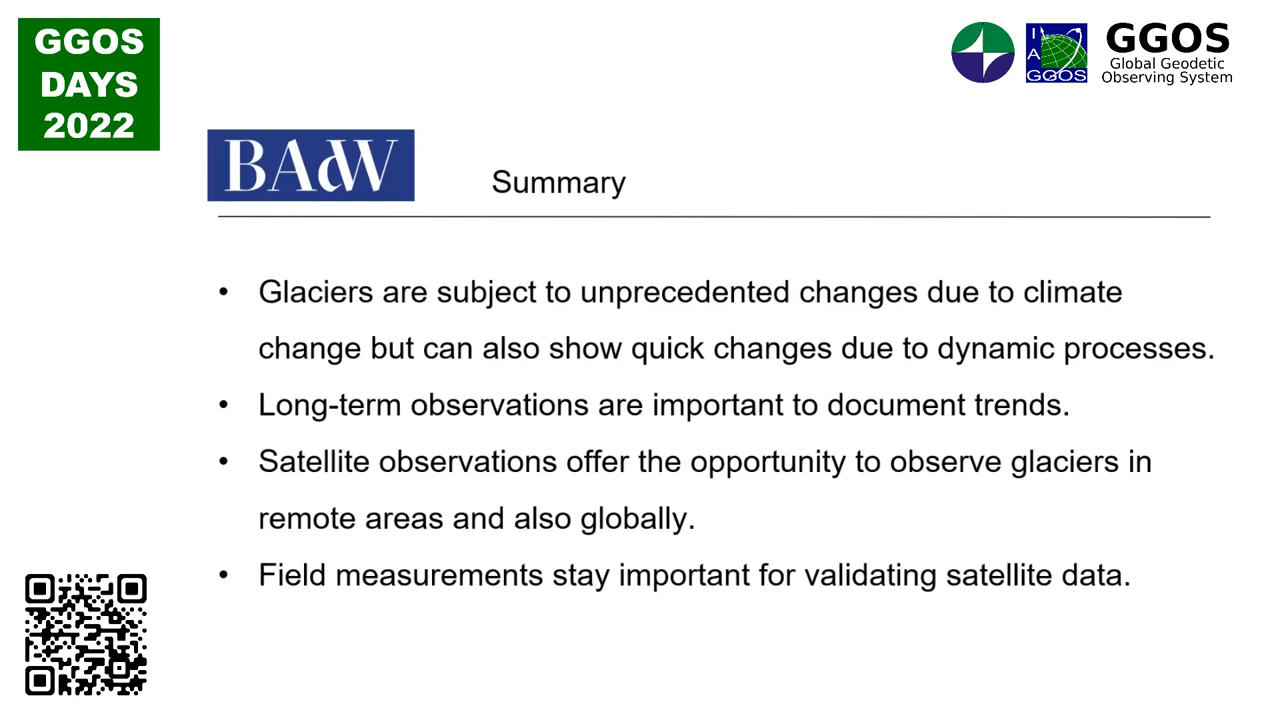 GGOS
DAYS
2022
IAGGOS
GGOS
Global Geodetic
Observing System
BAdW
Summary
• Glaciers are subject to unprecedented changes due to climate
change but can also show quick changes due to dynamic processes.
• Long-term observations are important to document trends.
• Satellite observations offer the opportunity to observe glaciers in
remote areas and also globally.
• Field measurements stay important for validating satellite data.